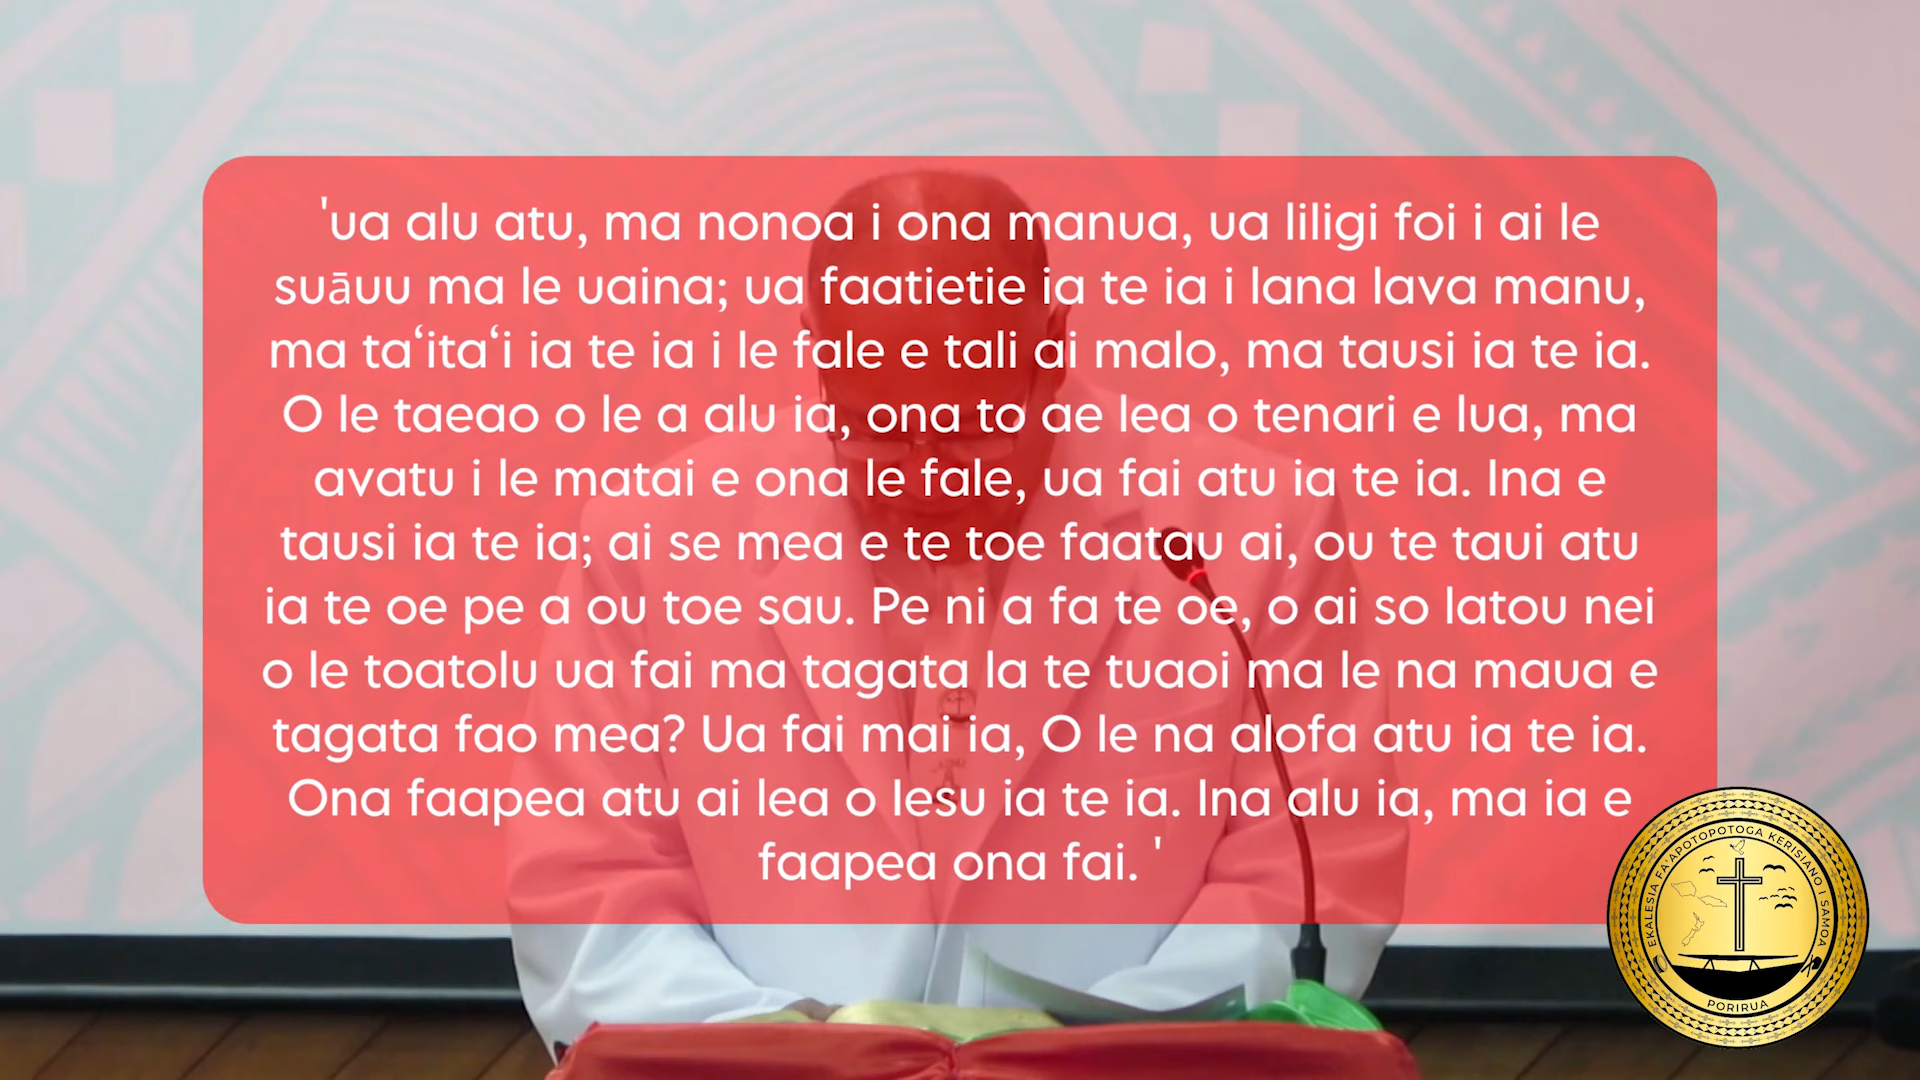 'ua alu atu, ma nonoa i ona manua, ua liligi foi i ai le
suāuu ma le uaina; ua faatietie ia te ia i lana lava manu,
ma ta‘ita‘i ia te ia i le fale e tali ai malo, ma tausi ia te ia.
O le taeao o le a alu ia, ona to ae lea o tenari e lua, ma
avatu i le matai e ona le fale, ua fai atu ia te ia. Ina e
tausi ia te ia; ai se mea e te toe faatau ai, ou te taui atu
ia te oe pe a ou toe sau. Pe ni a fa te oe, o ai so latou nei
o le toatolu ua fai ma tagata la te tuaoi ma le na maua e
tagata fao mea? Ua fai mai ia, O le na alofa atu ia te ia.
Ona faapea atu ai lea o Iesu ia te ia. Ina alu ia, ma ia e
faapea ona fai. '
EKALESIA FA'APOTOPOTOGA KERISIANO I SAMOA
PORIRUA